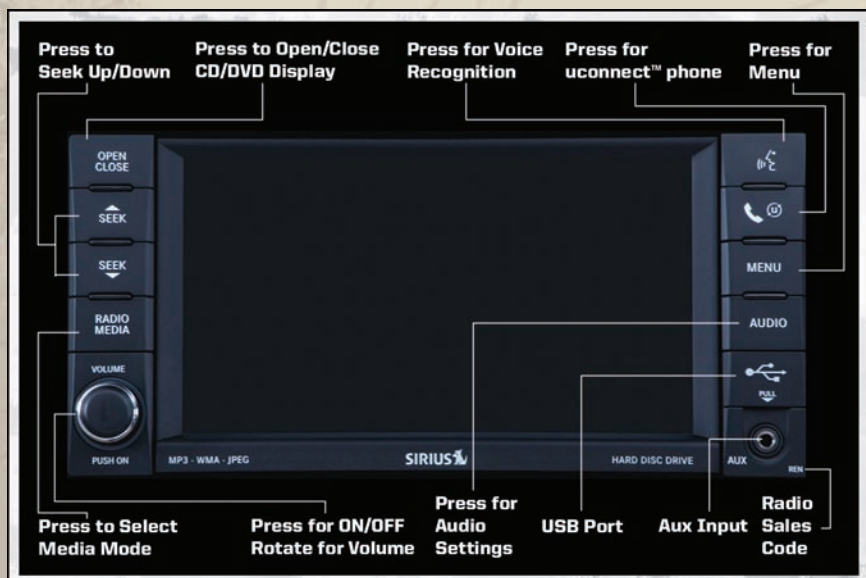 Press to
Seek Up/Down
Press to Open/Close
CD/DVD Display
Press for Voice
Recognition
Press for
uconnect™ phone
Press for
Menu
OPEN
CLOSE
SEEK
SEEK
RADIO
MEDIA
VOLUME
PUSH ON
MP3 - WMA - JPEG
SIRIUS
HARD DISC DRIVE
U
MENU
AUDIO
PULL
AUX
REN
Press to Select
Media Mode
Press for ON/OFF
Rotate for Volume
Press for
Audio
Settings
USB Port
Aux Input
Radio
Sales
Code